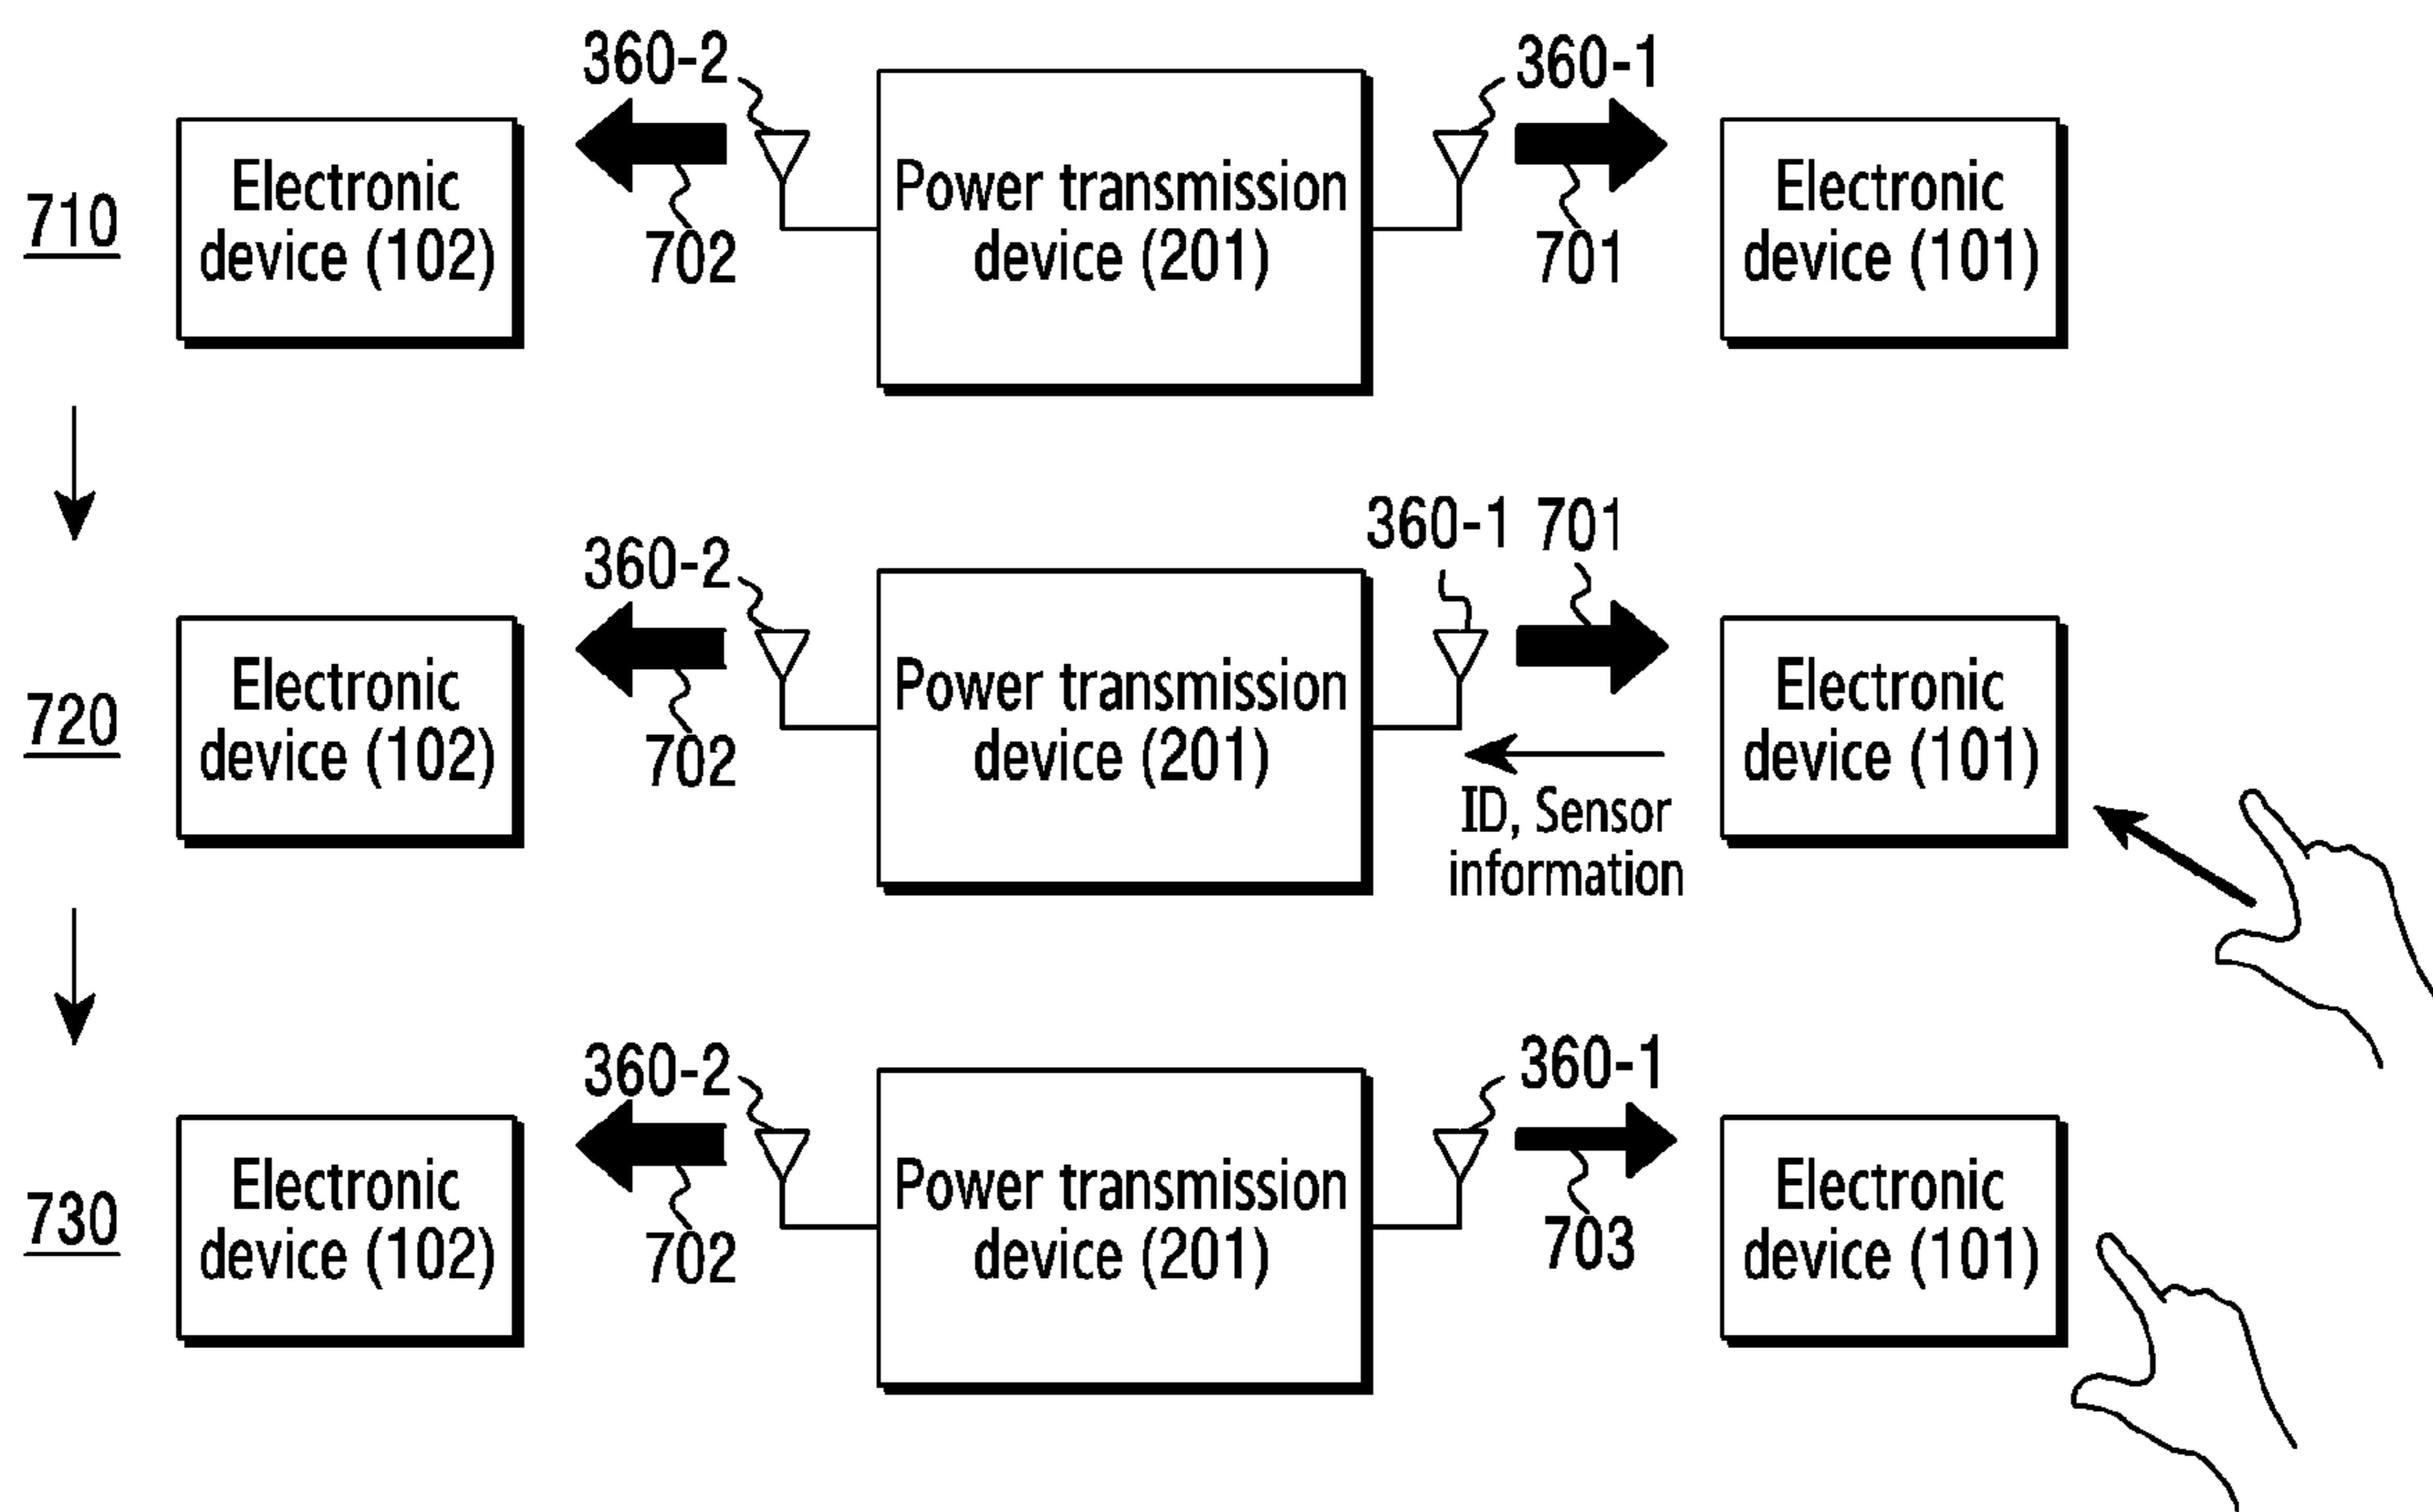 360-2
360-1
710
Electronic
device (102)
702
Power transmission
device (201)
701
Electronic
device (101)
360-2
360-1 701
720
Electronic
device (102)
702
Power transmission
device (201)
ID, Sensor
information
Electronic
device (101)
360-2
360-1
730
Electronic
device (102)
702
Power transmission
device (201)
703
Electronic
device (101)